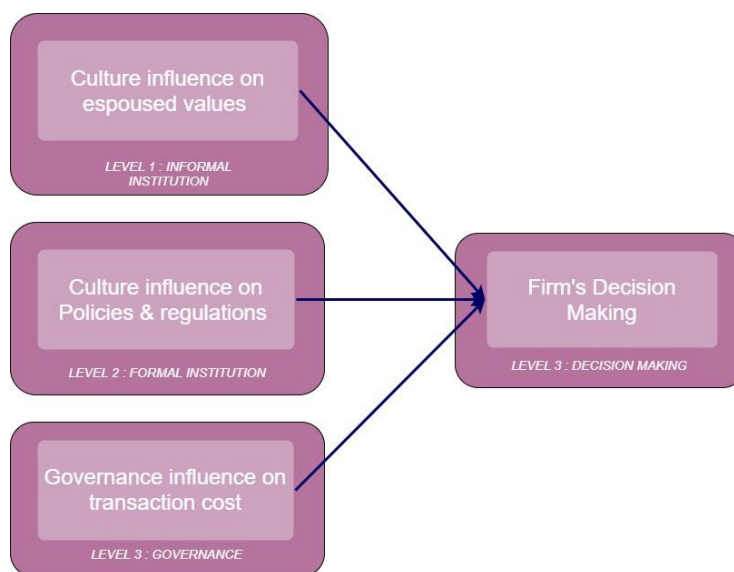 Culture influence on
espoused values
LEVEL 1 : INFORMAL
INSTITUTION
Culture influence on
Policies & regulations
LEVEL 2 : FORMAL INSTITUTION
Governance influence on
transaction cost
LEVEL 3 : GOVERNANCE
Firm's Decision
Making
LEVEL 3 : DECISION MAKING